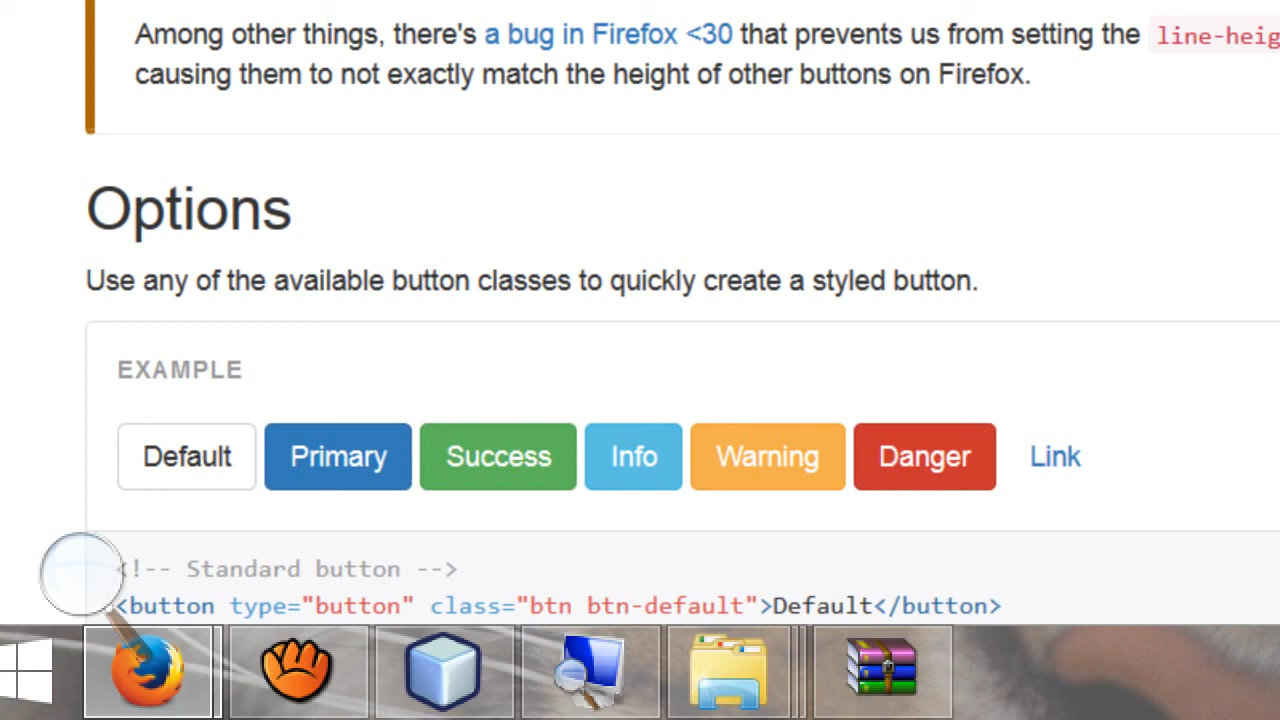 Among other things, there's a bug in Firefox <30 that prevents us from setting the line-heig
causing them to not exactly match the height of other buttons on Firefox.
Options
Use any of the available button classes to quickly create a styled button.
EXAMPLE
Default Primary Success Info Warning Danger Link
<!-- Standard button -->
<button type="button" class="btn btn-default">Default</button>